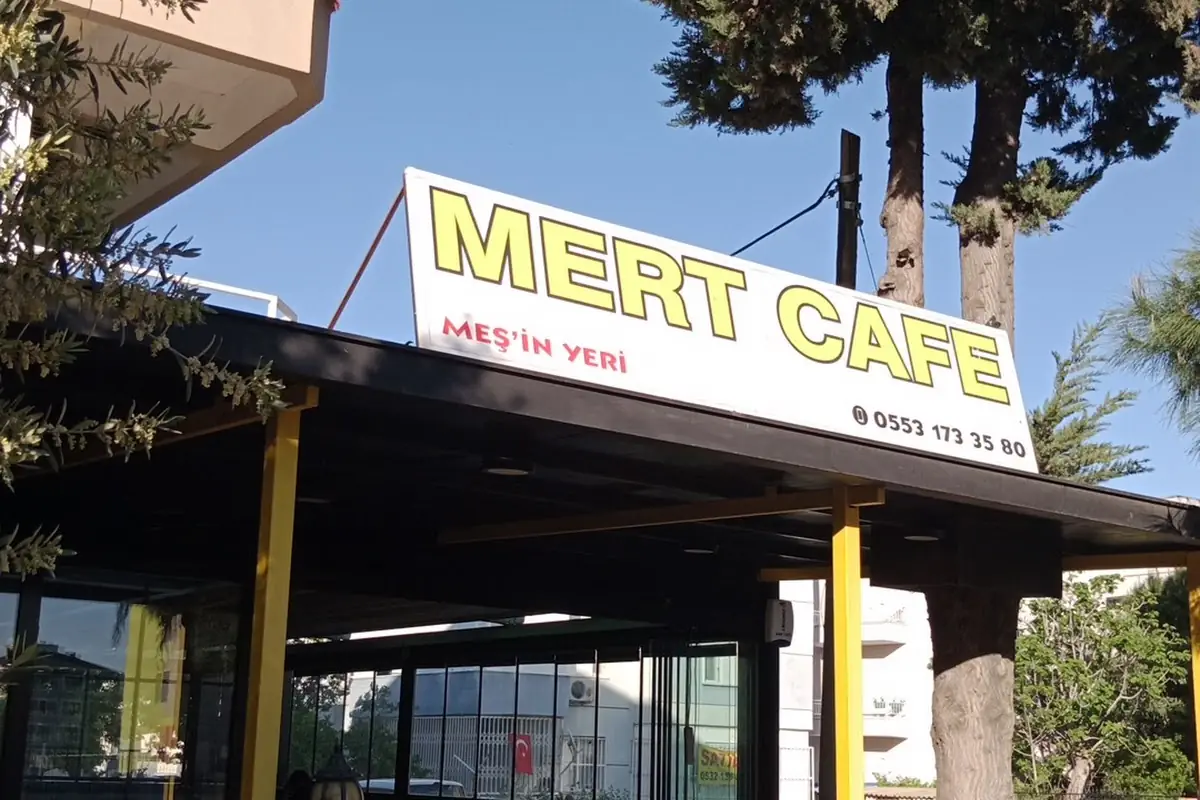 MERT CAFE
MEŞ'İN YERİ
0553 173 35 80